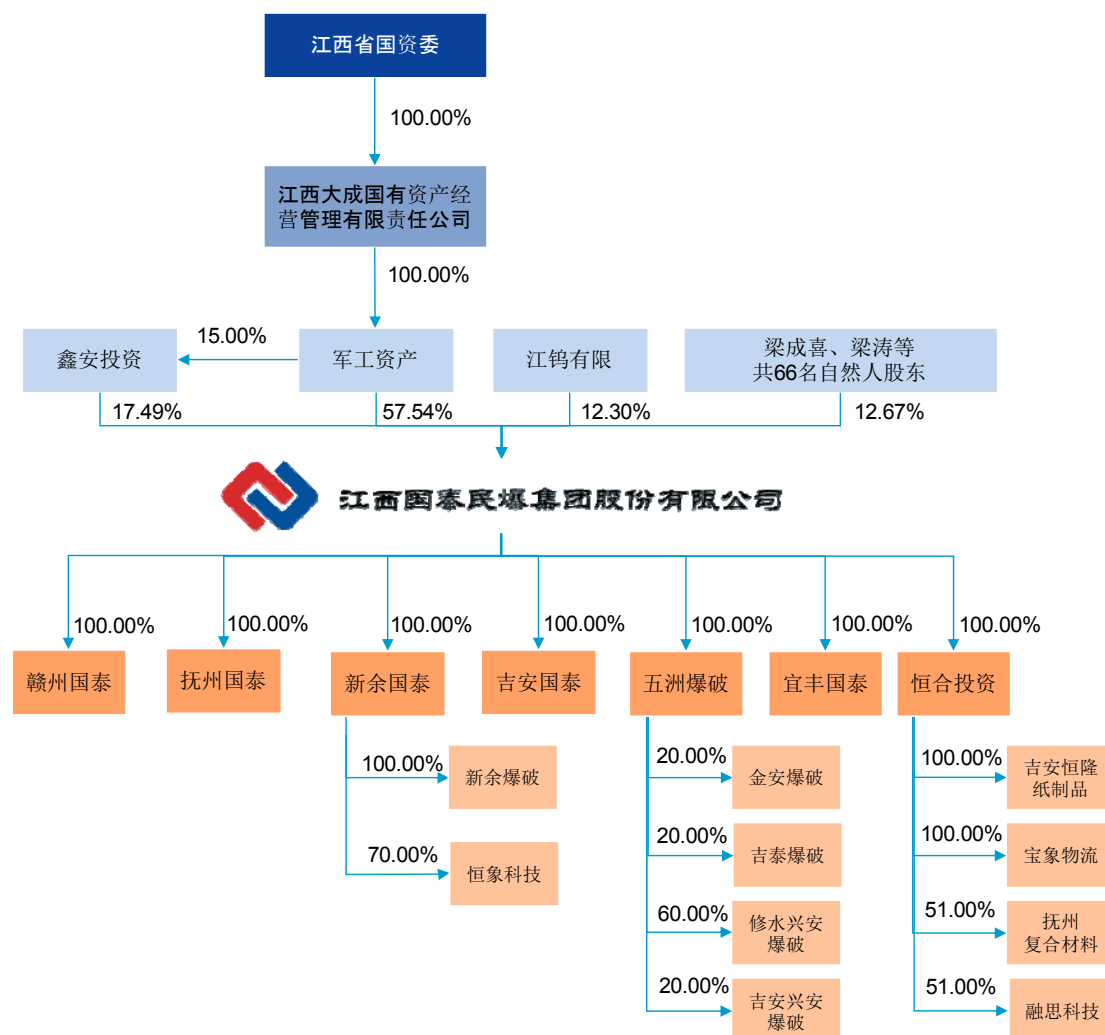 江西省国资委
100.00%
江西大成国有资产经
营管理有限责任公司
100.00%
15.00%
鑫安投资
军工资产
江钨有限
梁成喜、梁涛等
共66名自然人股东
17.49%
57.54%
12.30%
12.67%
江西国泰民爆集团股份有限公司
100.00%
100.00%
100.00%
100.00%
100.00%
100.00%
100.00%
赣州国泰
抚州国泰
新余国泰
吉安国泰
五洲爆破
宜丰国泰
恒合投资
100.00%
新余爆破
70.00%
恒象科技
20.00%
金安爆破
20.00%
吉泰爆破
60.00%
修水兴安
爆破
20.00%
吉安兴安
爆破
100.00%
吉安恒隆
纸制品
100.00%
宝象物流
51.00%
抚州
复合材料
51.00%
融思科技